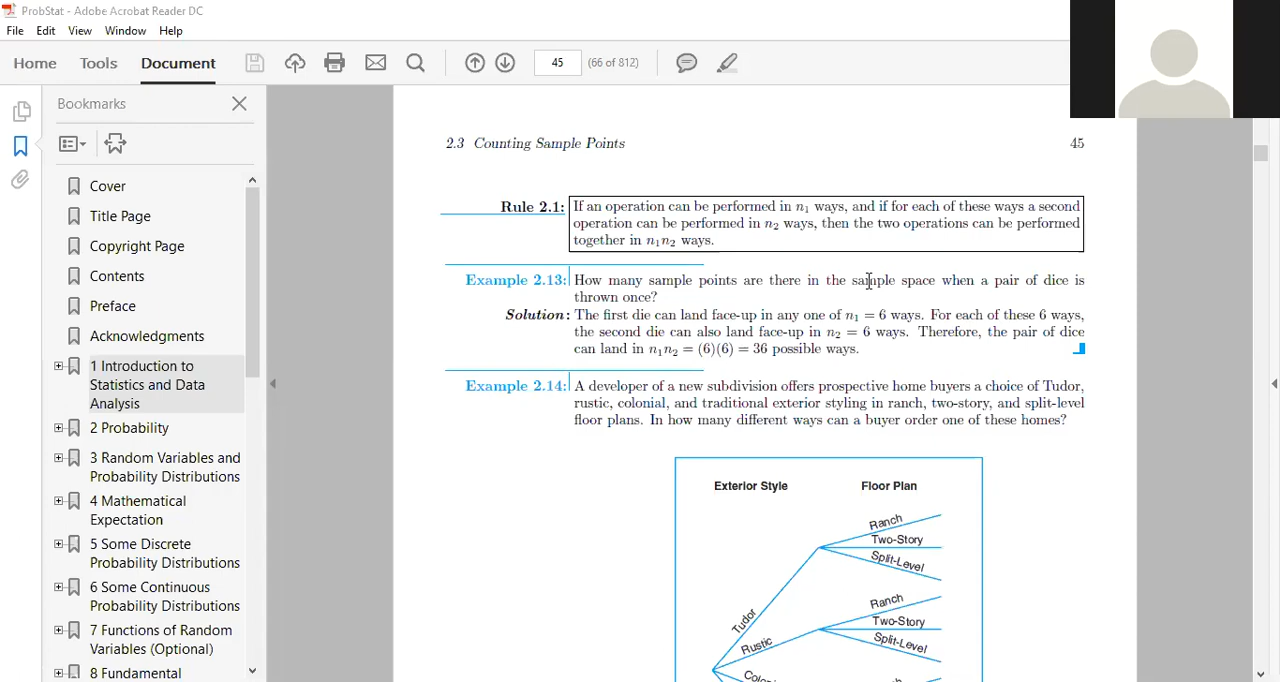 ProbStat - Adobe Acrobat Reader DC
File Edit View Window Help
Home Tools Document 45 (66 of 812)
Bookmarks
Cover
Title Page
Copyright Page
Contents
Preface
Acknowledgments
1 Introduction to
Statistics and Data
Analysis
2 Probability
3 Random Variables and
Probability Distributions
4 Mathematical
Expectation
5 Some Discrete
Probability Distributions
6 Some Continuous
Probability Distributions
7 Functions of Random
Variables (Optional)
8 Fundamental
2.3 Counting Sample Points 45
Rule 2.1: If an operation can be performed in n₁ ways, and if for each of these ways a second
operation can be performed in n₂ ways, then the two operations can be performed
together in n₁n₂ ways.
Example 2.13: How many sample points are there in the sample space when a pair of dice is
thrown once?
Solution: The first die can land face-up in any one of n₁ = 6 ways. For each of these 6 ways,
the second die can also land face-up in n₂ = 6 ways. Therefore, the pair of dice
can land in n₁n₂ = (6)(6) = 36 possible ways.
Example 2.14: A developer of a new subdivision offers prospective home buyers a choice of Tudor,
rustic, colonial, and traditional exterior styling in ranch, two-story, and split-level
floor plans. In how many different ways can a buyer order one of these homes?
Exterior Style Floor Plan
Ranch
Two-Story
Split-Level
Tudor
Ranch
Two-Story
Rustic Split-Level